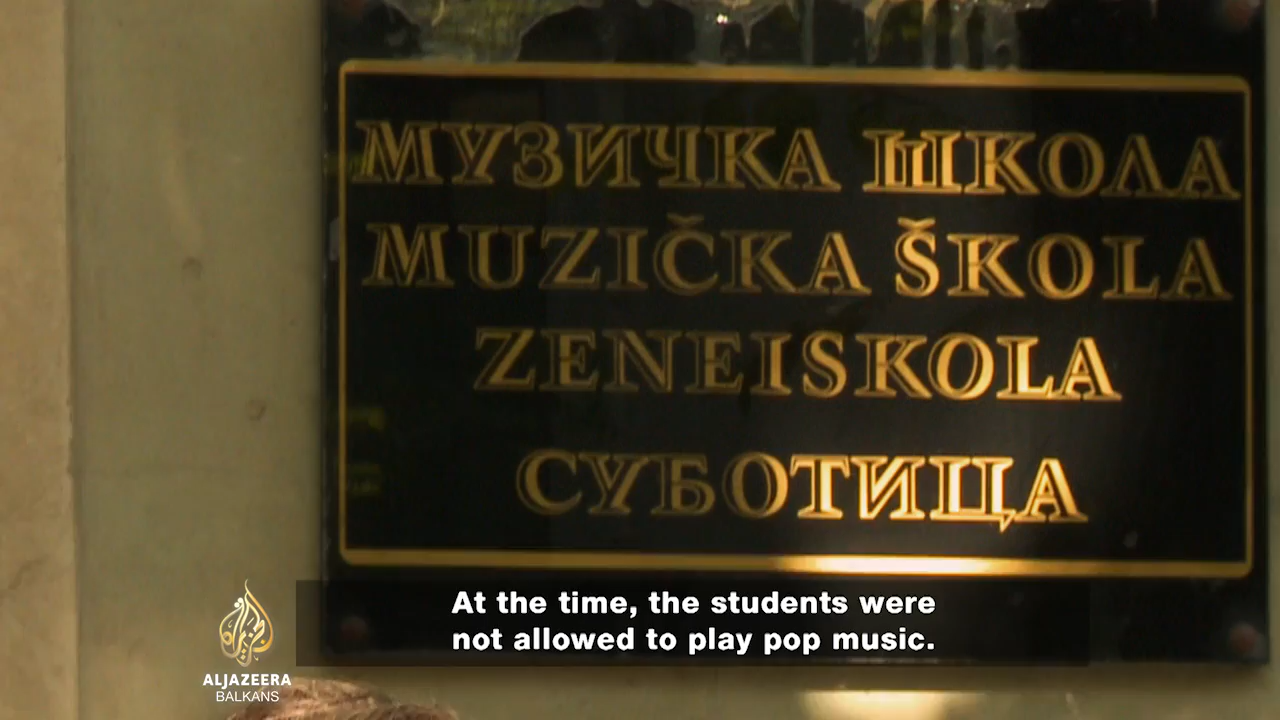 МУЗИЧКА ШКОЛА
MUZIČKA ŠKOLA
ZENEISKOLA
СУБОТИЦА
At the time, the students were
not allowed to play pop music.
ALJAZEERA
BALKANS